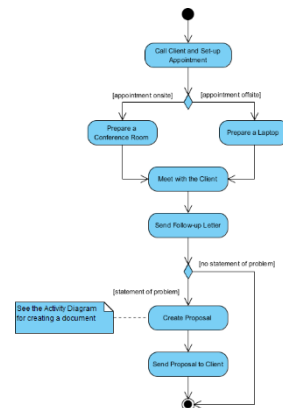 Call Client and Set-up
Appointment
[appointment onsite]
[appointment offsite]
Prepare a
Conference Room
Prepare a Laptop
Meet with the Client
Send Follow-up Letter
[no statement of problem]
[statement of problem]
See the Activity Diagram
for creating a document
Create Proposal
Send Proposal to Client